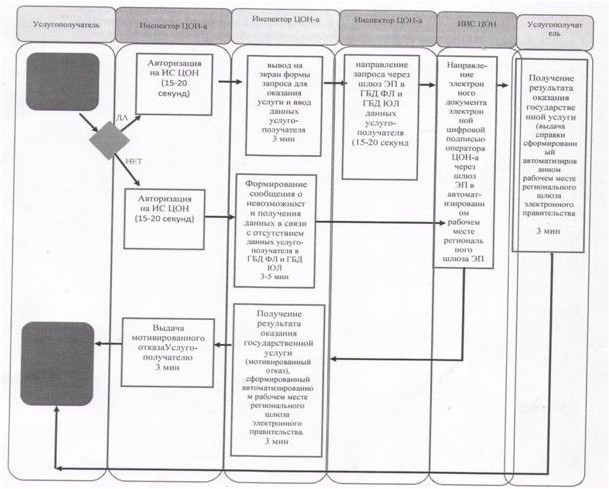 Услугополучатель
Инспектор ЦОН-а
Инспектор ЦОН-а
Инспектор ЦОН-а
ИИС ЦОН
Услугополучат
ель
Авторизация
на ИС ЦОН
(15-20
секунд)
ДА
НЕТ
вывод на
экран формы
запроса для
оказания
услуги и ввод
данных
услуго-
получателя
3 мин
направление
запроса через
шлюз ЭП в
ГБД ФЛ и
ГБД ЮЛ
данных
услуго-
получателя
(15-20 секунд
Направле-
ние
электрон
ного
документа
электрон
ной
цифровой
подписью
оператора
ЦОН-а
через
шлюз
ЭП в
автомат-
изированн
ом
рабочем
месте
региональ
ного
шлюза ЭП
Получение
результата
оказания
государстве
нной услуги
(выдача
справки
сформирован
ный
автоматизиров
анном
рабочем месте
регионального
шлюза
электронного
правительства
.
3 мин
Авторизация
на ИС ЦОН
(15-20 секунд)
Формирование
сообщения о
невозможност
и получения
данных в связи
с отсутствием
данных услуго-
получателя в
ГБД ФЛ и ГБД
ЮЛ
3-5 мин
Выдача
мотивированного
отказаУслуго-
получателю
3 мин
Получение
результата
оказания
государственной
услуги
(мотивированный
отказ),
сформированный
автоматизированно
м рабочем месте
регионального
шлюза
электронного
правительства.
3 мин